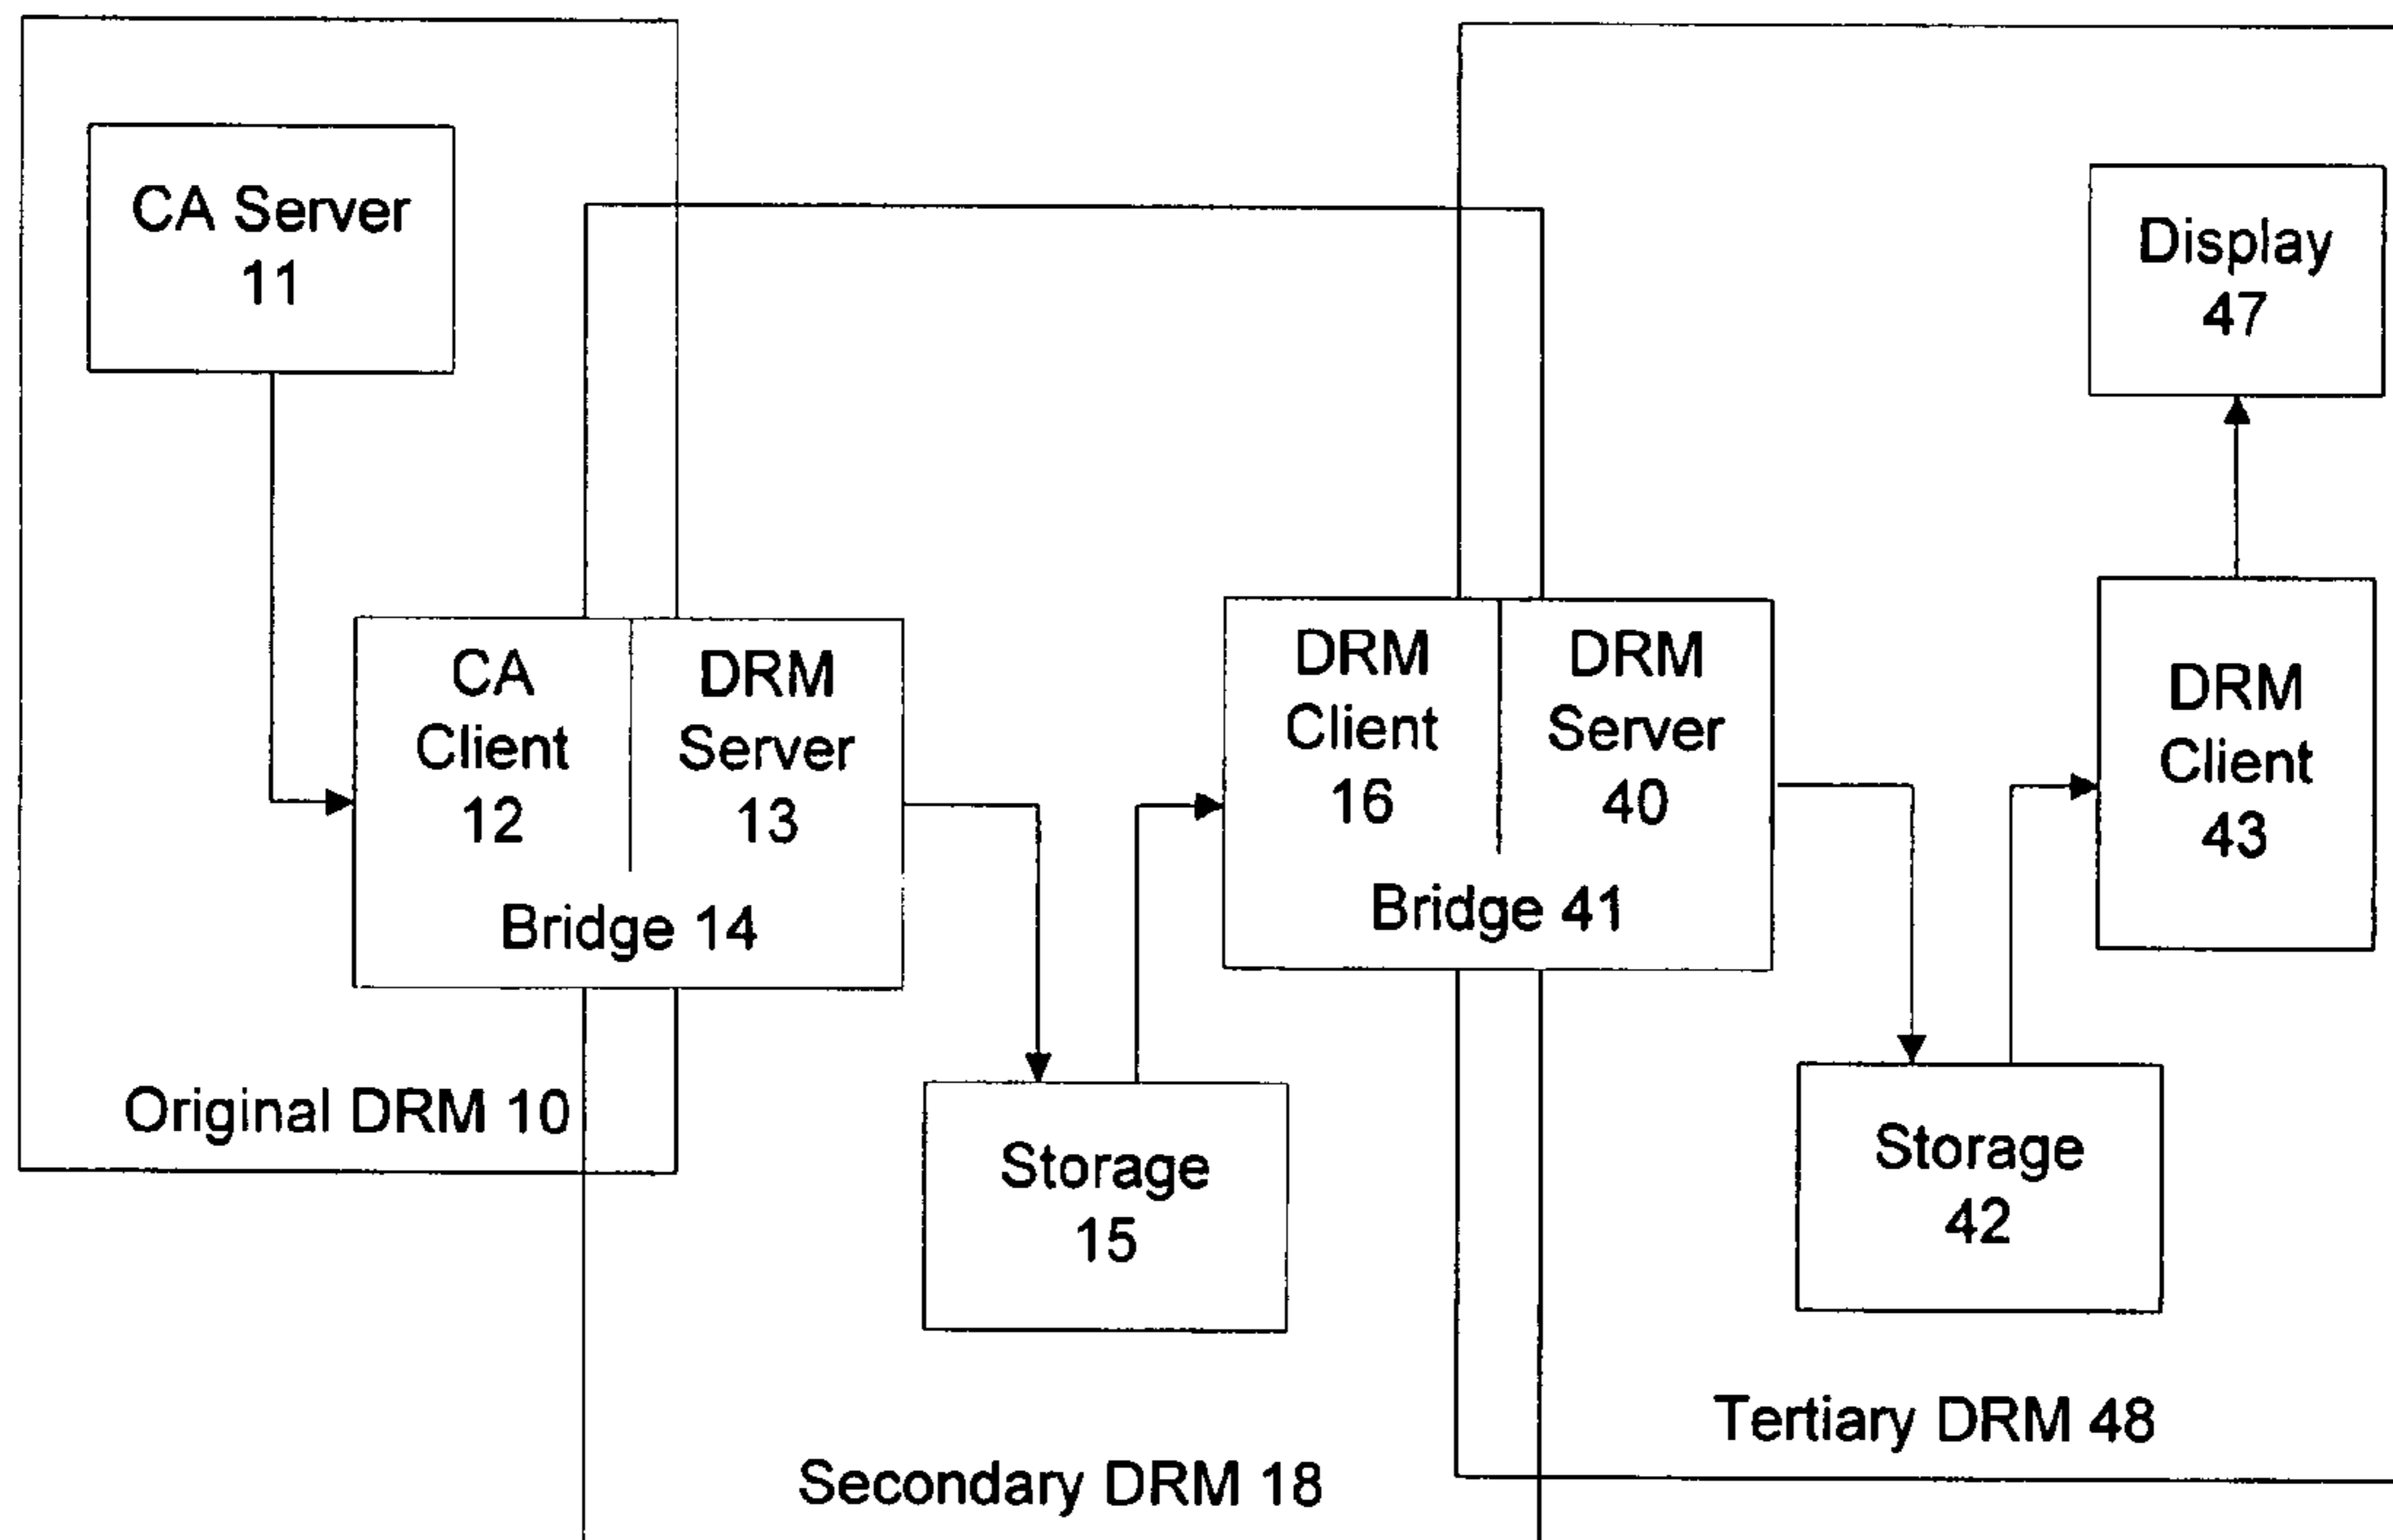 CA Server
11
Display
47
CA
Client
12
DRM
Server
13
Bridge 14
DRM
Client
16
DRM
Server
40
Bridge 41
DRM
Client
43
Original DRM 10
Storage
15
Storage
42
Tertiary DRM 48
Secondary DRM 18